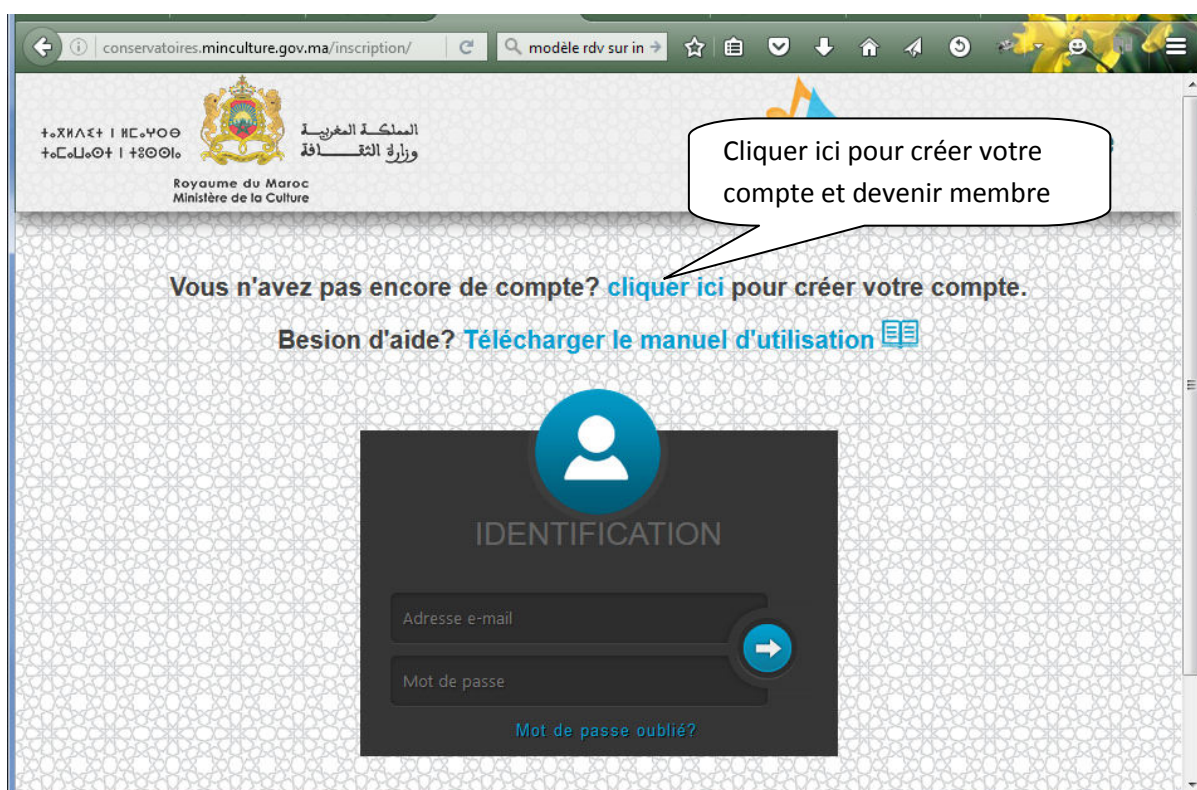 conservatoires.minculture.gov.ma/inscription/
modèle rdv sur in
ⵜⴰⴳⵍⴷⵉⵜ ⵏ ⵍⵎⴰⵖⵔⵉⴱ
ⵜⴰⵎⴰⵡⴰⵙⵜ ⵏ ⵜⵓⵙⵙⵏⴰ
المملكة المغربية
وزارة الثقافة
Royaume du Maroc
Ministère de la Culture
Cliquer ici pour créer votre
compte et devenir membre
Vous n'avez pas encore de compte? cliquer ici pour créer votre compte.
Besion d'aide? Télécharger le manuel d'utilisation
IDENTIFICATION
Adresse e-mail
Mot de passe
Mot de passe oublié?